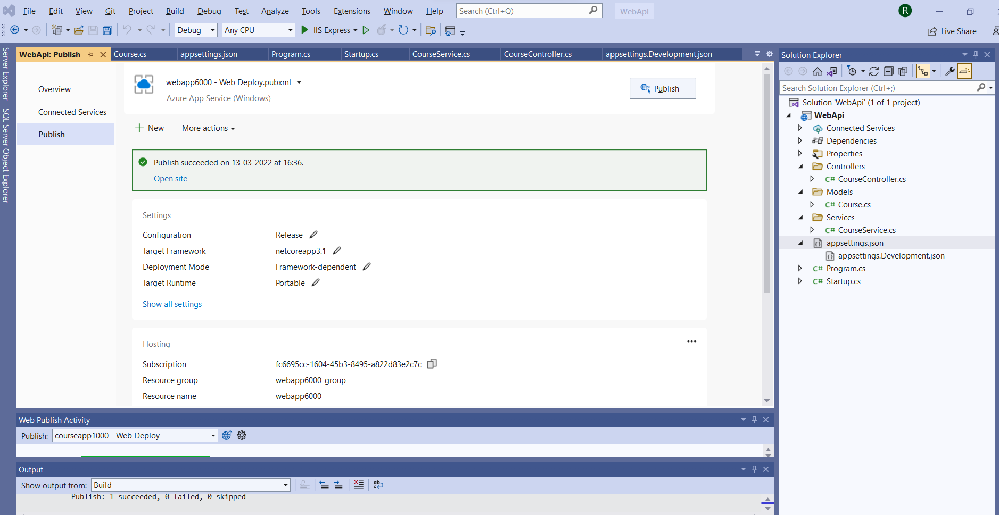 File Edit View Git Project Build Debug Test Analyze Tools Extensions Window Help Search (Ctrl+Q) WebApi R
Debug Any CPU IIS Express Live Share
WebApi: Publish Course.cs appsettings.json Program.cs Startup.cs CourseService.cs CourseController.cs appsettings.Development.json
Server Explorer
SQL Server Object Explorer
Overview
Connected Services
Publish
webapp6000 - Web Deploy.pubxml
Azure App Service (Windows)
Publish
New More actions
Publish succeeded on 13-03-2022 at 16:36.
Open site
Settings
Configuration Release
Target Framework netcoreapp3.1
Deployment Mode Framework-dependent
Target Runtime Portable
Show all settings
Hosting
Subscription fc6695cc-1604-45b3-8495-a822d83e2c7c
Resource group webapp6000_group
Resource name webapp6000
Web Publish Activity
Publish: courseapp1000 - Web Deploy
Output
Show output from: Build
========== Publish: 1 succeeded, 0 failed, 0 skipped ==========
Solution Explorer
Search Solution Explorer (Ctrl+;)
Solution 'WebApi' (1 of 1 project)
WebApi
Connected Services
Dependencies
Properties
Controllers
C# CourseController.cs
Models
C# Course.cs
Services
C# CourseService.cs
appsettings.json
appsettings.Development.json
C# Program.cs
C# Startup.cs